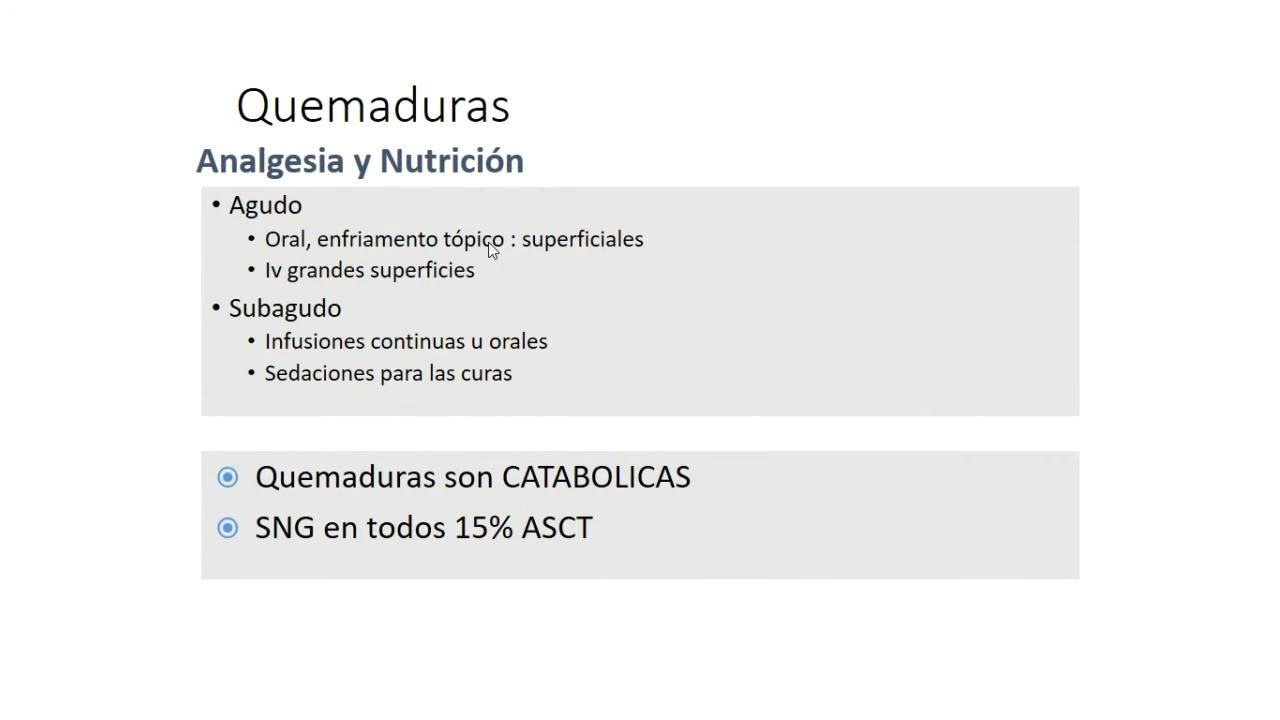 Quemaduras
Analgesia y Nutrición
• Agudo
• Oral, enfriamento tópico : superficiales
• Iv grandes superficies
• Subagudo
• Infusiones continuas u orales
• Sedaciones para las curas
Quemaduras son CATABOLICAS
SNG en todos 15% ASCT